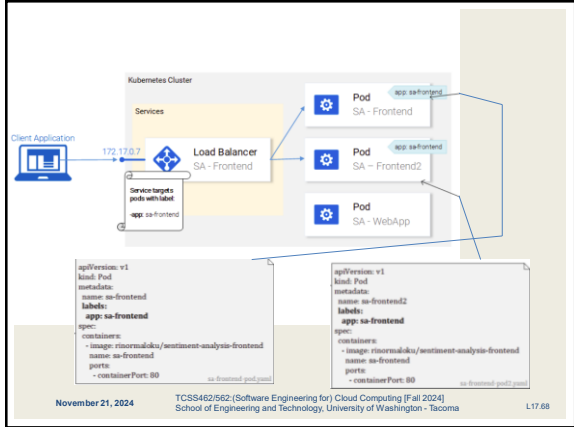 Kubernetes Cluster
Services
Client Application
172.17.0.7
Load Balancer
SA - Frontend
Service targets
pods with label
-app: sa-frontend
Pod
SA - Frontend
app: sa-frontend
Pod
SA – Frontend2
app: sa-frontend
Pod
SA - WebApp
apiVersion: v1
kind: Pod
metadata:
name: sa-frontend
labels:
app: sa-frontend
spec:
containers:
- image: rinormaloku/sentiment-analysis-frontend
name: sa-frontend
ports:
- containerPort: 80
sa-frontend-pod.yaml
apiVersion: v1
kind: Pod
metadata:
name: sa-frontend2
labels:
app: sa-frontend
spec:
containers:
- image: rinormaloku/sentiment-analysis-frontend
name: sa-frontend
ports:
- containerPort: 80
sa-frontend-pod2.yaml
November 21, 2024
TCSS462/562:(Software Engineering for) Cloud Computing [Fall 2024]
School of Engineering and Technology, University of Washington - Tacoma
L17.68